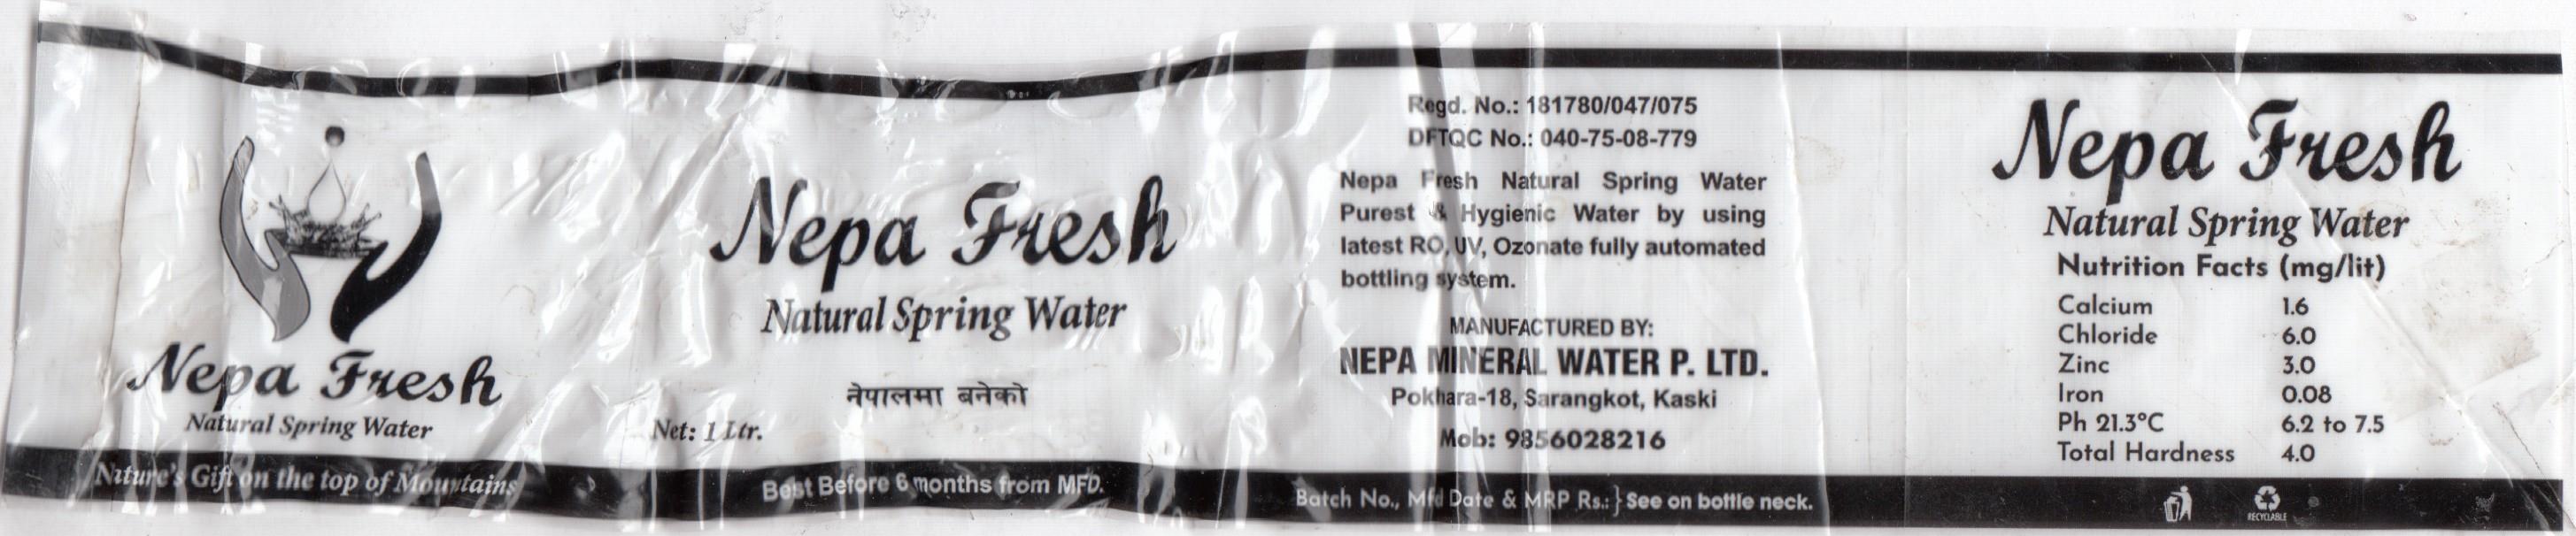 Nepa Fresh
Natural Spring Water
Nature's Gift on the top of Mountains
Nepa Fresh
Natural Spring Water
नेपालमा बनेको
Net: 1 Ltr.
Best Before 6 months from MFD.
Regd. No.: 181780/047/075
DFTQC No.: 040-75-08-779
Nepa Fresh Natural Spring Water
Purest & Hygienic Water by using
latest RO, UV, Ozonate fully automated
bottling system.
MANUFACTURED BY:
NEPA MINERAL WATER P. LTD.
Pokhara-18, Sarangkot, Kaski
Mob: 9856028216
Batch No., Mfd Date & MRP Rs.:} See on bottle neck.
Nepa Fresh
Natural Spring Water
Nutrition Facts (mg/lit)
Calcium 1.6
Chloride 6.0
Zinc 3.0
Iron 0.08
Ph 21.3°C 6.2 to 7.5
Total Hardness 4.0
RECYCLABLE